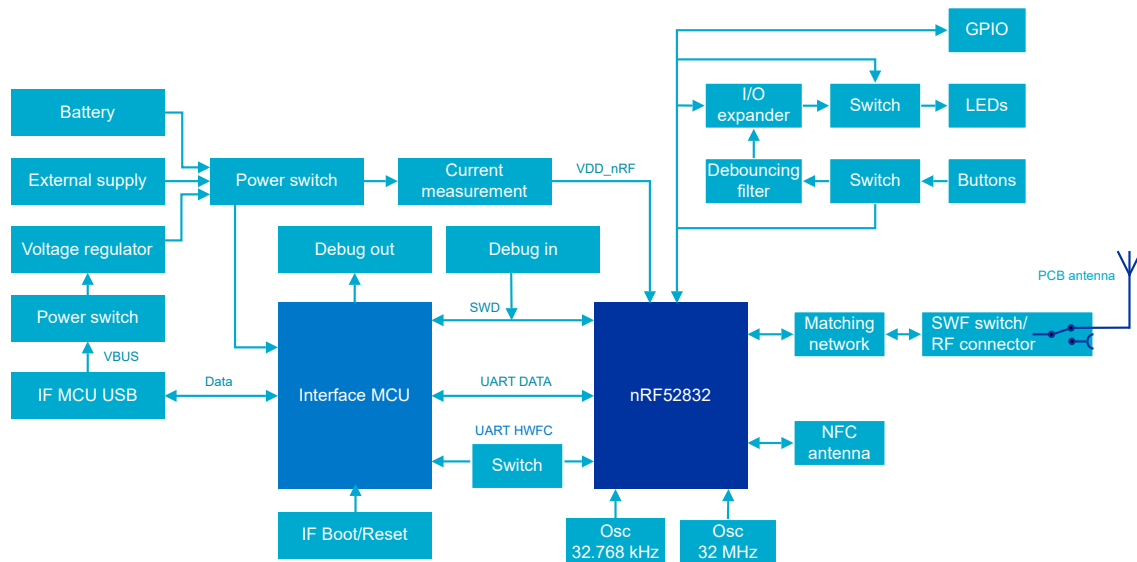 GPIO
Battery
I/O
expander
Switch
LEDs
External supply
Power switch
Current
measurement
VDD_nRF
Debouncing
filter
Switch
Buttons
Voltage regulator
Debug out
Debug in
PCB antenna
Power switch
SWD
Matching
network
SWF switch/
RF connector
VBUS
IF MCU USB
Data
Interface MCU
UART DATA
nRF52832
UART HWFC
Switch
NFC
antenna
IF Boot/Reset
Osc
32.768 kHz
Osc
32 MHz